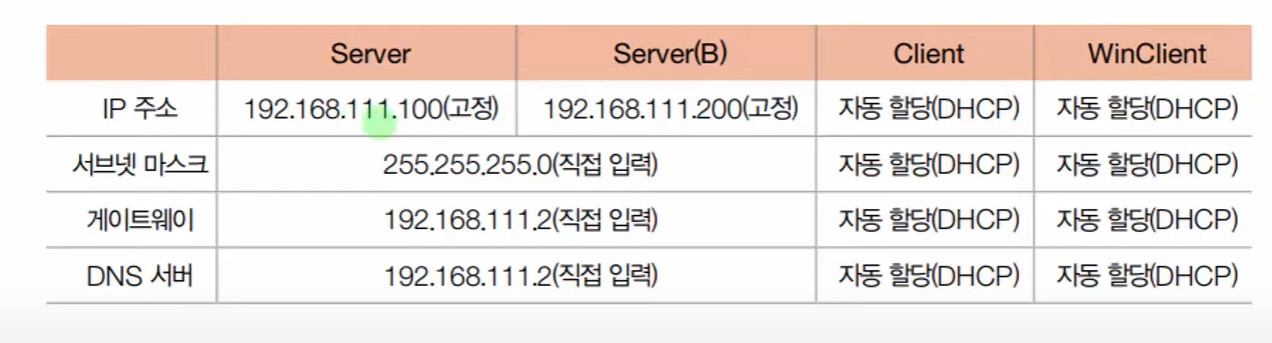 Server Server(B) Client WinClient
IP 주소 192.168.111.100(고정) 192.168.111.200(고정) 자동 할당(DHCP) 자동 할당(DHCP)
서브넷 마스크 255.255.255.0(직접 입력) 자동 할당(DHCP) 자동 할당(DHCP)
게이트웨이 192.168.111.2(직접 입력) 자동 할당(DHCP) 자동 할당(DHCP)
DNS 서버 192.168.111.2(직접 입력) 자동 할당(DHCP) 자동 할당(DHCP)